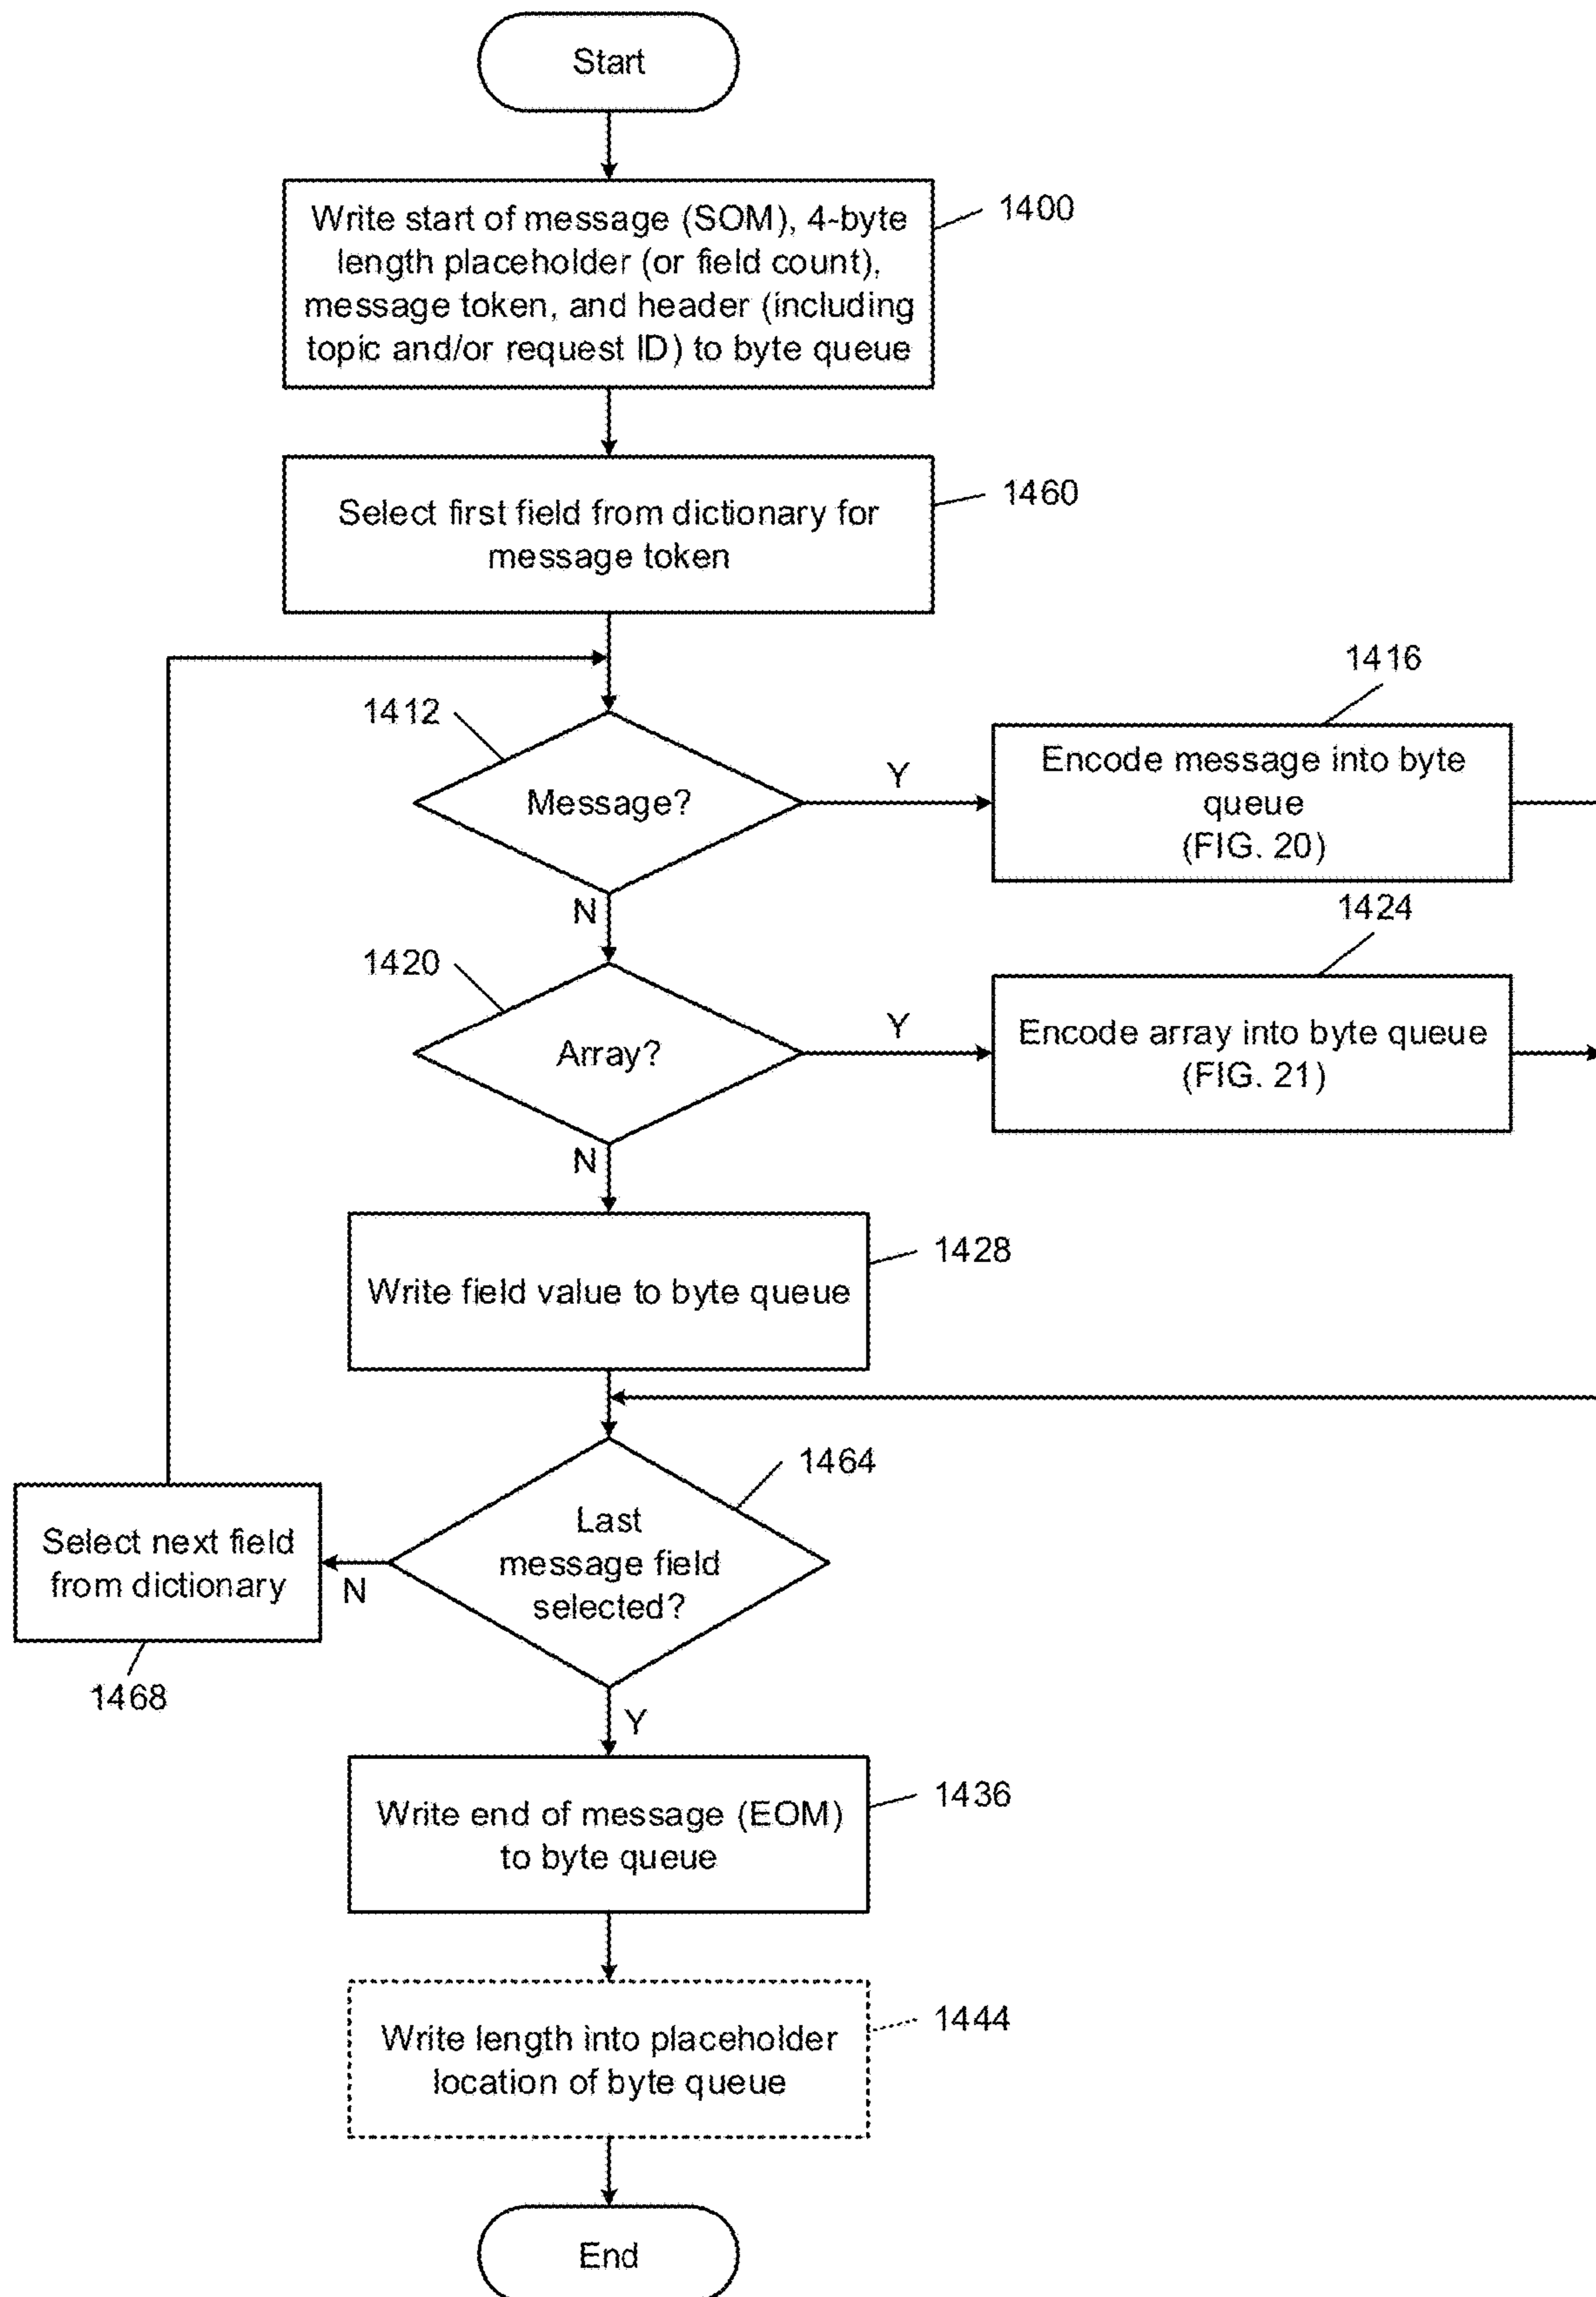 Start
Write start of message (SOM), 4-byte
length placeholder (or field count),
message token, and header (including
topic and/or request ID) to byte queue
1400
Select first field from dictionary for
message token
1460
1412
Message?
Y
N
1416
Encode message into byte
queue
(FIG. 20)
1420
Array?
Y
N
1424
Encode array into byte queue
(FIG. 21)
1428
Write field value to byte queue
1464
Last
message field
selected?
N
Y
Select next field
from dictionary
1468
1436
Write end of message (EOM)
to byte queue
1444
Write length into placeholder
location of byte queue
End